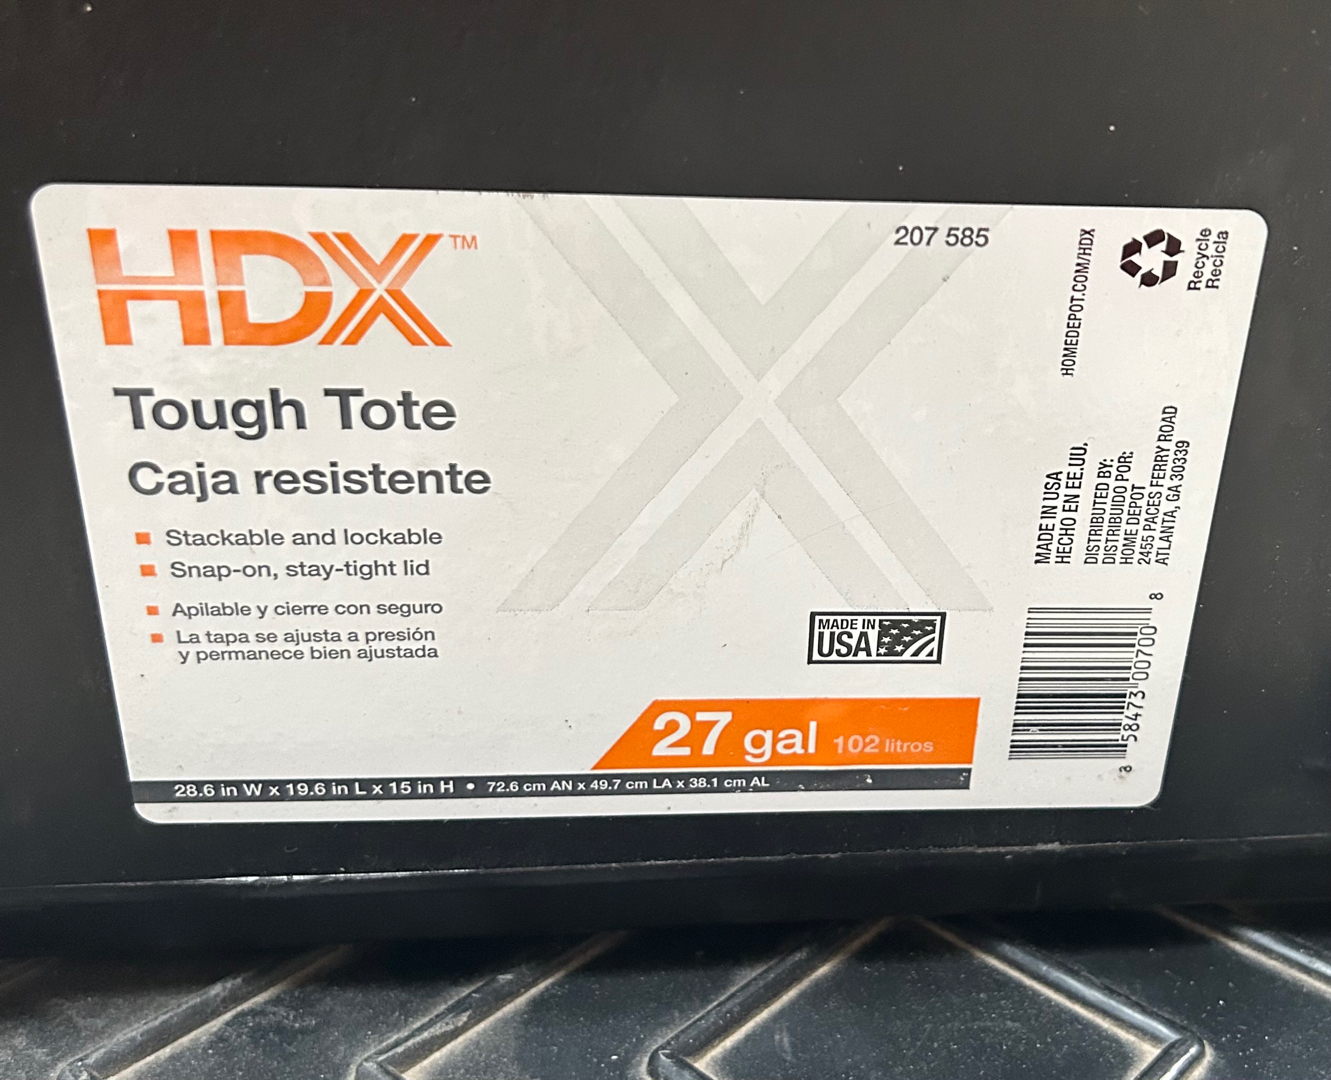 HDX™
207 585
Tough Tote
Caja resistente
Stackable and lockable
Snap-on, stay-tight lid
Apilable y cierre con seguro
La tapa se ajusta a presión
y permanece bien ajustada
MADE IN
USA
27 gal 102 litros
28.6 in W x 19.6 in L x 15 in H • 72.6 cm AN x 49.7 cm LA x 38.1 cm AL
HOMEDEPOT.COM/HDX
Recycle
Recicla
MADE IN USA
HECHO EN EE.UU.
DISTRIBUTED BY:
DISTRIBUIDO POR:
HOME DEPOT
2455 PACES FERRY ROAD
ATLANTA, GA 30339
8 58473 00700 8